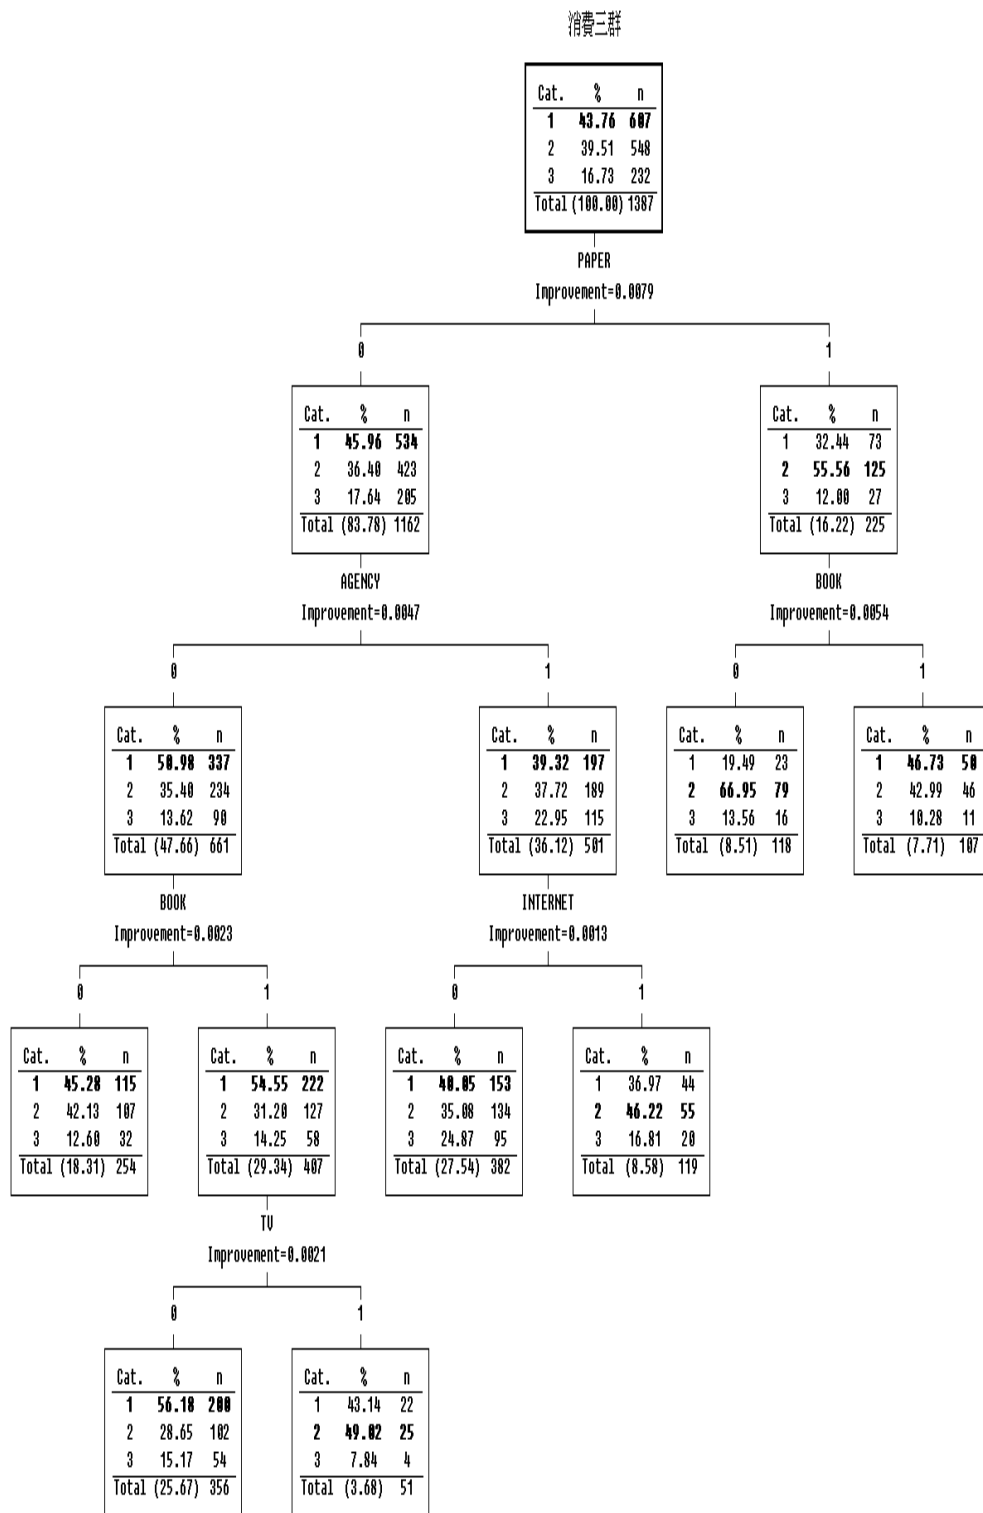 消費三群
Cat. % n
1 43.76 607
2 39.51 548
3 16.73 232
Total (100.00) 1387
PAPER
Improvement=0.0079
0 1
Cat. % n
1 45.96 534
2 36.40 423
3 17.64 205
Total (83.78) 1162
Cat. % n
1 32.44 73
2 55.56 125
3 12.00 27
Total (16.22) 225
AGENCY
Improvement=0.0047
BOOK
Improvement=0.0054
0 1
0 1
Cat. % n
1 50.98 337
2 35.40 234
3 13.62 90
Total (47.66) 661
Cat. % n
1 39.32 197
2 37.72 189
3 22.95 115
Total (36.12) 501
Cat. % n
1 19.49 23
2 66.95 79
3 13.56 16
Total (8.51) 118
Cat. % n
1 46.73 50
2 42.99 46
3 10.28 11
Total (7.71) 107
BOOK
Improvement=0.0023
INTERNET
Improvement=0.0013
0 1
0 1
Cat. % n
1 45.28 115
2 42.13 107
3 12.60 32
Total (18.31) 254
Cat. % n
1 54.55 222
2 31.20 127
3 14.25 58
Total (29.34) 407
Cat. % n
1 40.05 153
2 35.08 134
3 24.87 95
Total (27.54) 382
Cat. % n
1 36.97 44
2 46.22 55
3 16.81 20
Total (8.58) 119
TV
Improvement=0.0021
0 1
Cat. % n
1 56.18 200
2 28.65 102
3 15.17 54
Total (25.67) 356
Cat. % n
1 43.14 22
2 49.02 25
3 7.84 4
Total (3.68) 51